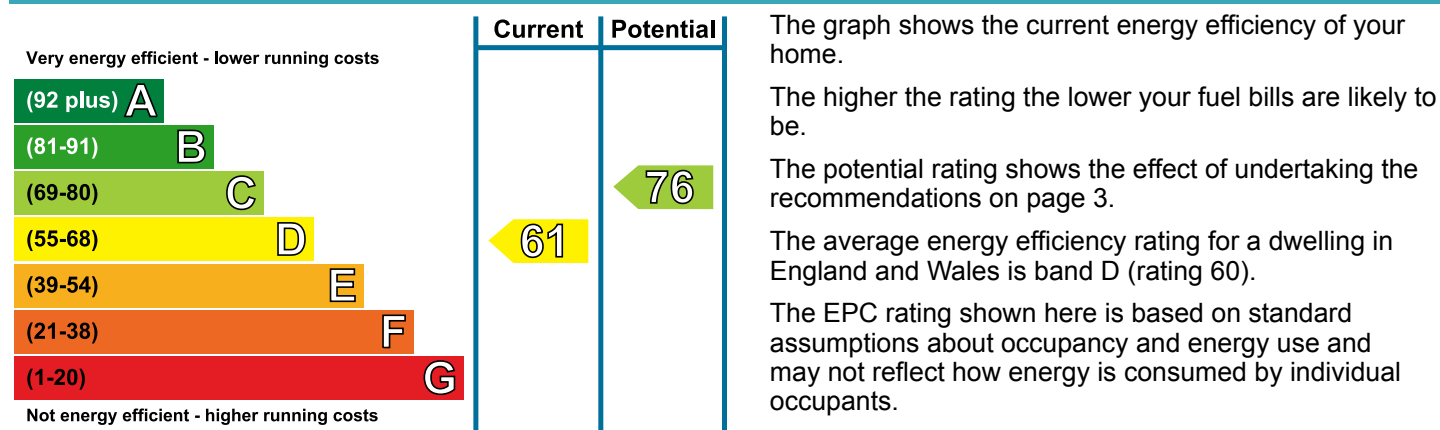 Current Potential
Very energy efficient - lower running costs
(92 plus) A
(81-91) B
(69-80) C
76
(55-68) D
61
(39-54) E
(21-38) F
(1-20) G
Not energy efficient - higher running costs
The graph shows the current energy efficiency of your
home.
The higher the rating the lower your fuel bills are likely to
be.
The potential rating shows the effect of undertaking the
recommendations on page 3.
The average energy efficiency rating for a dwelling in
England and Wales is band D (rating 60).
The EPC rating shown here is based on standard
assumptions about occupancy and energy use and
may not reflect how energy is consumed by individual
occupants.